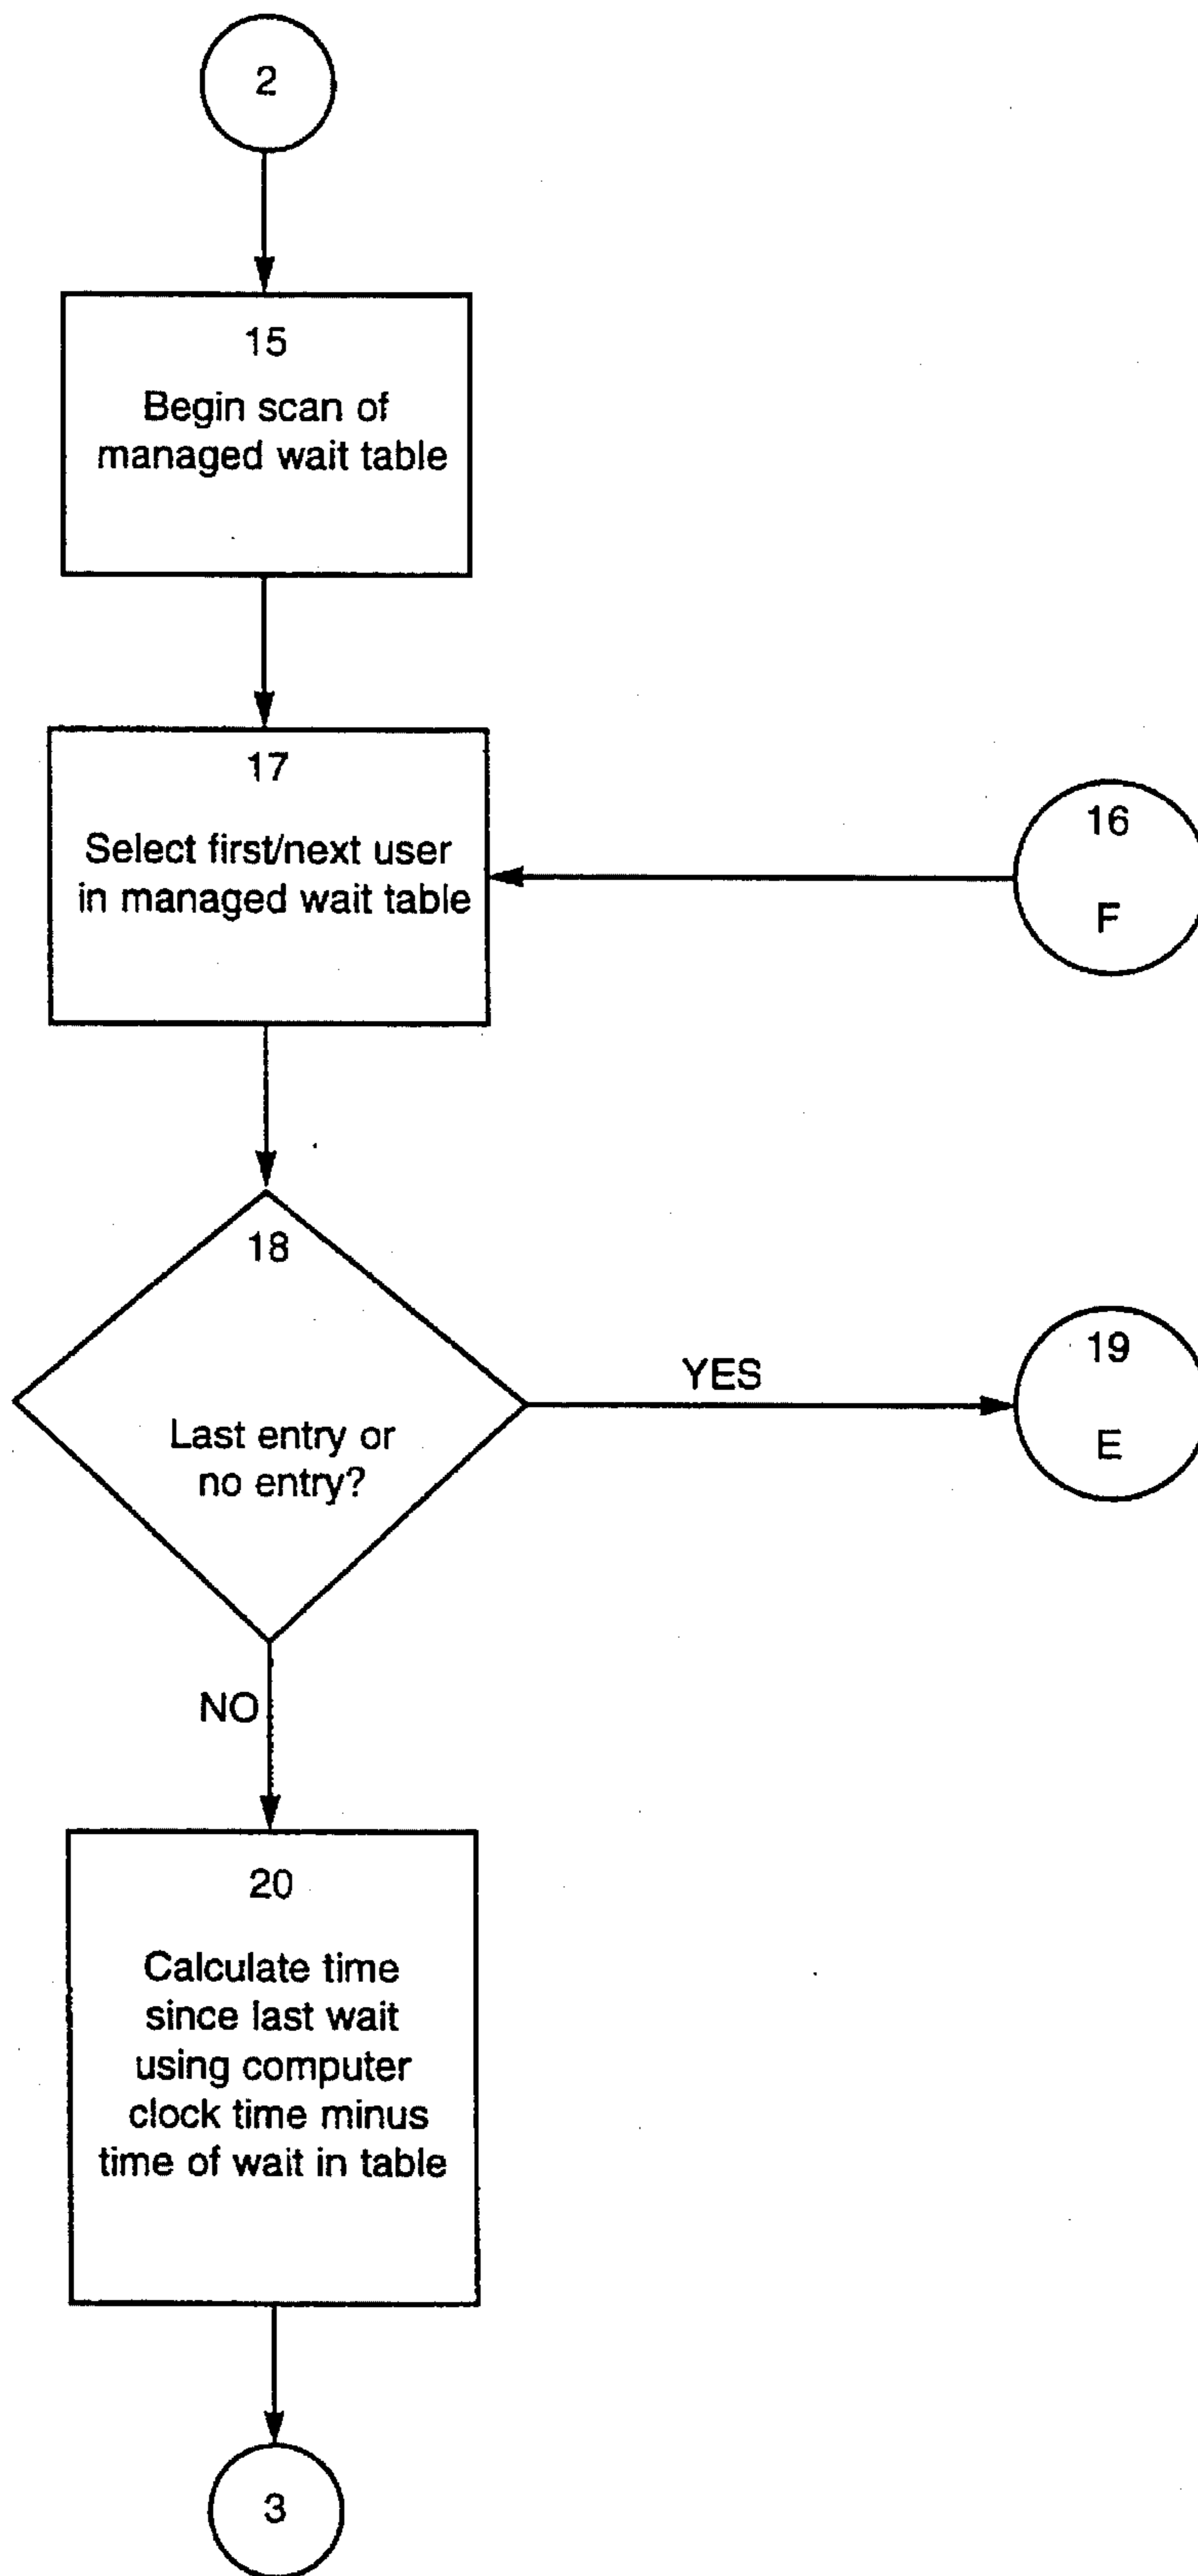 2
15
Begin scan of
managed wait table
17
Select first/next user
in managed wait table
16
F
18
Last entry or
no entry?
YES
19
E
NO
20
Calculate time
since last wait
using computer
clock time minus
time of wait in table
3